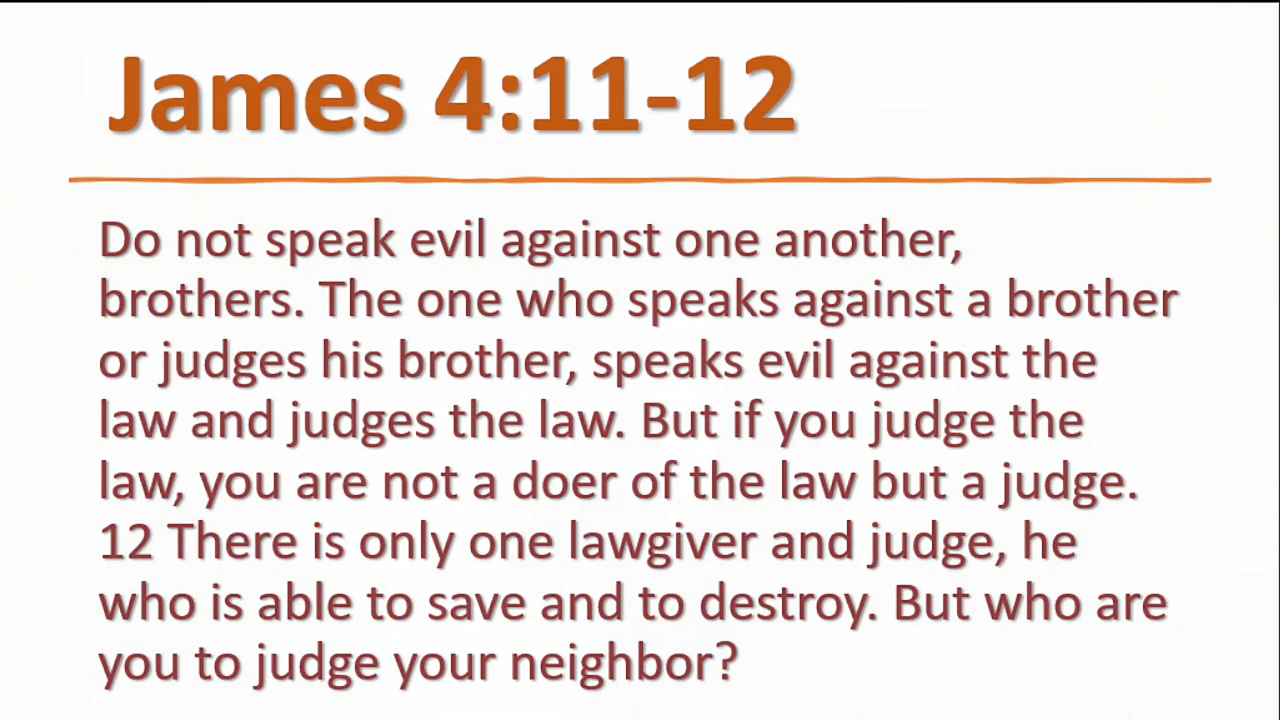 James 4:11-12
Do not speak evil against one another,
brothers. The one who speaks against a brother
or judges his brother, speaks evil against the
law and judges the law. But if you judge the
law, you are not a doer of the law but a judge.
12 There is only one lawgiver and judge, he
who is able to save and to destroy. But who are
you to judge your neighbor?